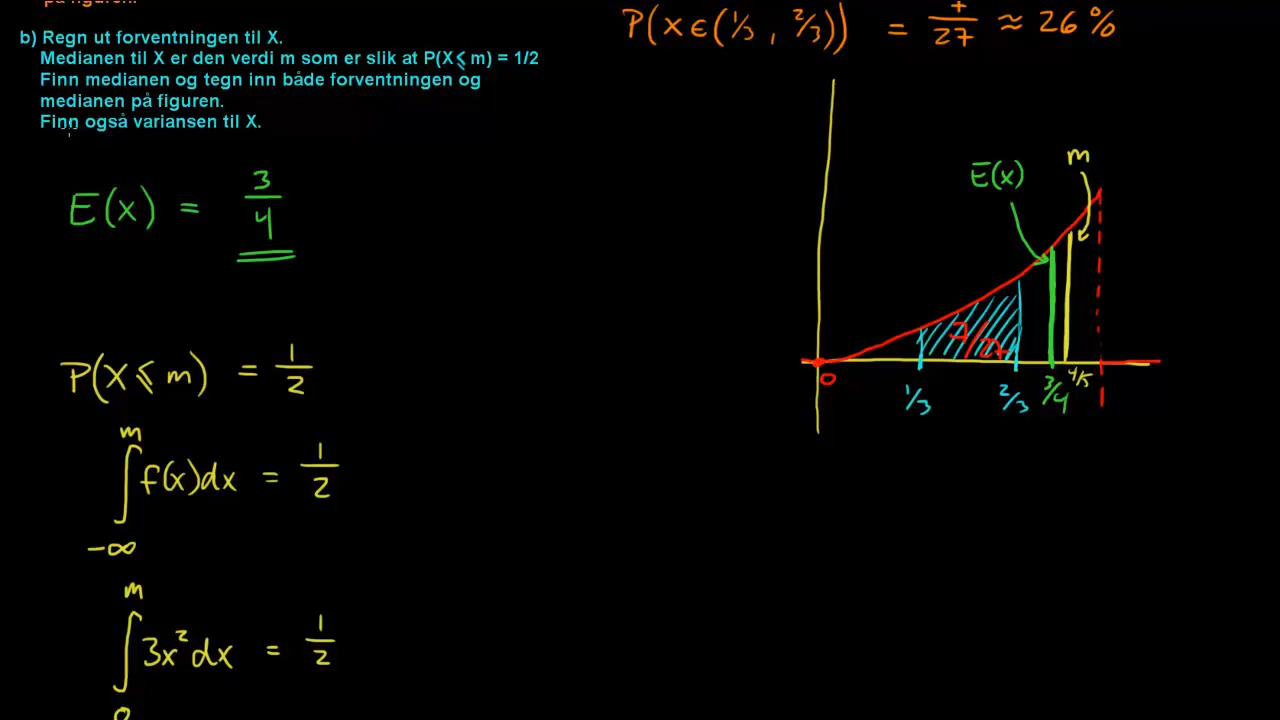 på figuren.
b) Regn ut forventningen til X.
Medianen til X er den verdi m som er slik at P(X ⩽ m) = 1/2
Finn medianen og tegn inn både forventningen og
medianen på figuren.
Finn også variansen til X.
P(X ∈ (1/3, 2/3)) = 7/27 ≈ 26 %
E(x) = 3/4
P(X ⩽ m) = 1/2
∫_{-∞}^{m} f(x)dx = 1/2
∫_{0}^{m} 3x² dx = 1/2
m
E(x)
7/27
0
1/3 2/3 3/4 4/5